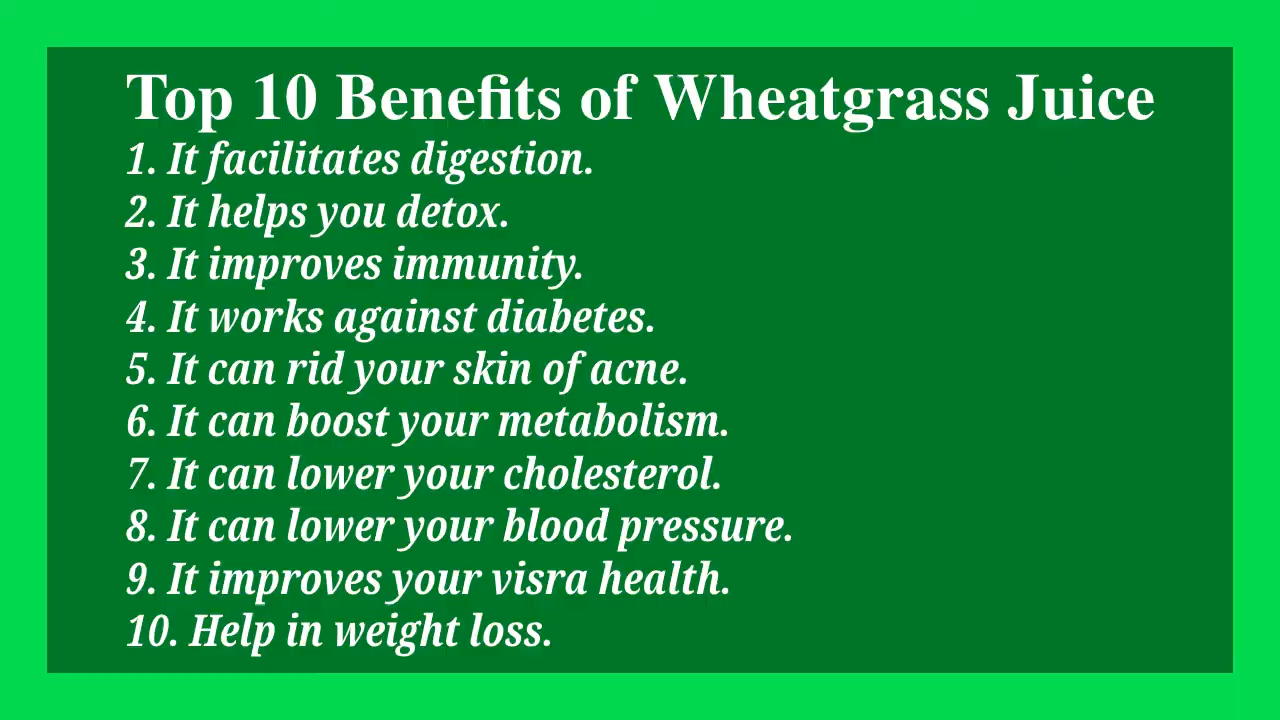 Top 10 Benefits of Wheatgrass Juice
1. It facilitates digestion.
2. It helps you detox.
3. It improves immunity.
4. It works against diabetes.
5. It can rid your skin of acne.
6. It can boost your metabolism.
7. It can lower your cholesterol.
8. It can lower your blood pressure.
9. It improves your visra health.
10. Help in weight loss.